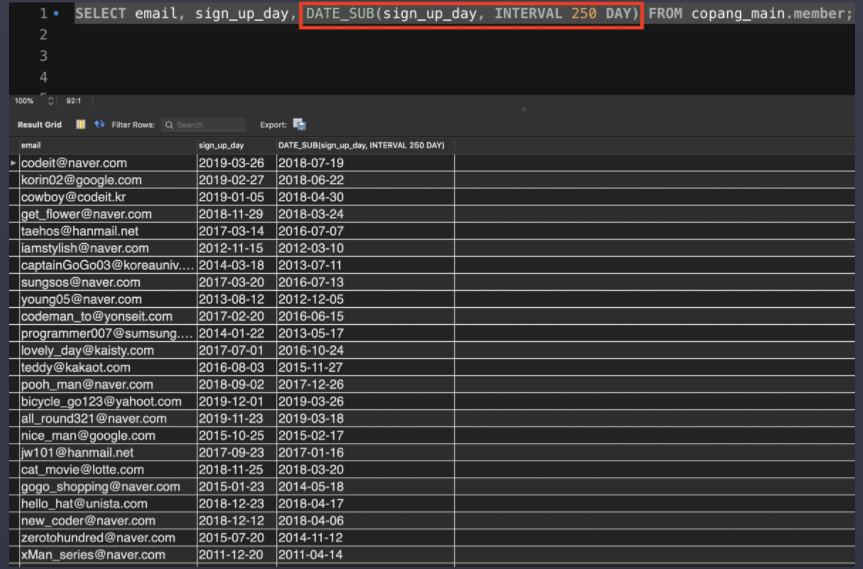 1 SELECT email, sign_up_day, DATE_SUB(sign_up_day, INTERVAL 250 DAY) FROM copang_main.member;
2
3
4
100% 92:1
Result Grid Filter Rows: Search Export:
email sign_up_day DATE_SUB(sign_up_day, INTERVAL 250 DAY)
codeit@naver.com 2019-03-26 2018-07-19
korin02@google.com 2019-02-27 2018-06-22
cowboy@codeit.kr 2019-01-05 2018-04-30
get_flower@naver.com 2018-11-29 2018-03-24
taehos@hanmail.net 2017-03-14 2016-07-07
iamstylish@naver.com 2012-11-15 2012-03-10
captainGoGo03@koreauniv.... 2014-03-18 2013-07-11
sungsos@naver.com 2017-03-20 2016-07-13
young05@naver.com 2013-08-12 2012-12-05
codeman_to@yonseit.com 2017-02-20 2016-06-15
programmer007@sumsung.... 2014-01-22 2013-05-17
lovely_day@kaisty.com 2017-07-01 2016-10-24
teddy@kakaot.com 2016-08-03 2015-11-27
pooh_man@naver.com 2018-09-02 2017-12-26
bicycle_go123@yahoot.com 2019-12-01 2019-03-26
all_round321@naver.com 2019-11-23 2019-03-18
nice_man@google.com 2015-10-25 2015-02-17
jw101@hanmail.net 2017-09-23 2017-01-16
cat_movie@lotte.com 2018-11-25 2018-03-20
gogo_shopping@naver.com 2015-01-23 2014-05-18
hello_hat@unista.com 2018-12-23 2018-04-17
new_coder@naver.com 2018-12-12 2018-04-06
zerotohundred@naver.com 2015-07-20 2014-11-12
xMan_series@naver.com 2011-12-20 2011-04-14